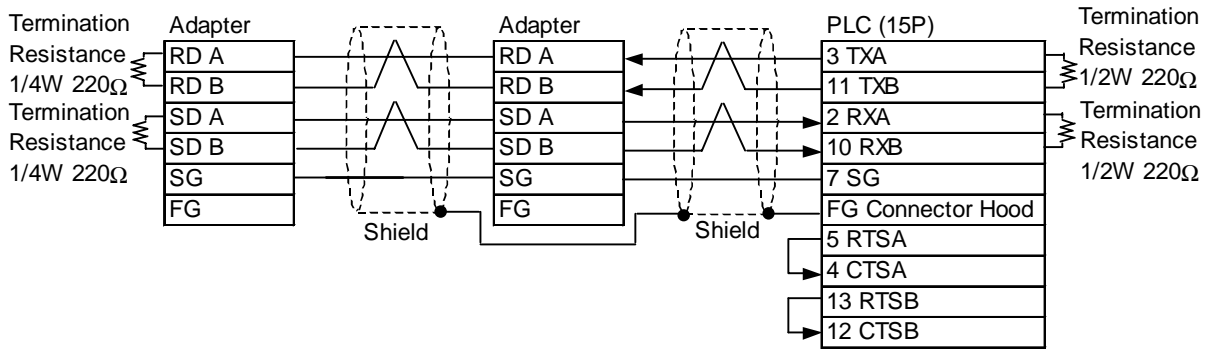 Termination
Resistance
1/4W 220Ω
Termination
Resistance
1/4W 220Ω
Adapter
RD A
RD B
SD A
SD B
SG
FG
Shield
Adapter
RD A
RD B
SD A
SD B
SG
FG
Shield
PLC (15P)
3 TXA
11 TXB
2 RXA
10 RXB
7 SG
FG Connector Hood
5 RTSA
4 CTSA
13 RTSB
12 CTSB
Termination
Resistance
1/2W 220Ω
Termination
Resistance
1/2W 220Ω